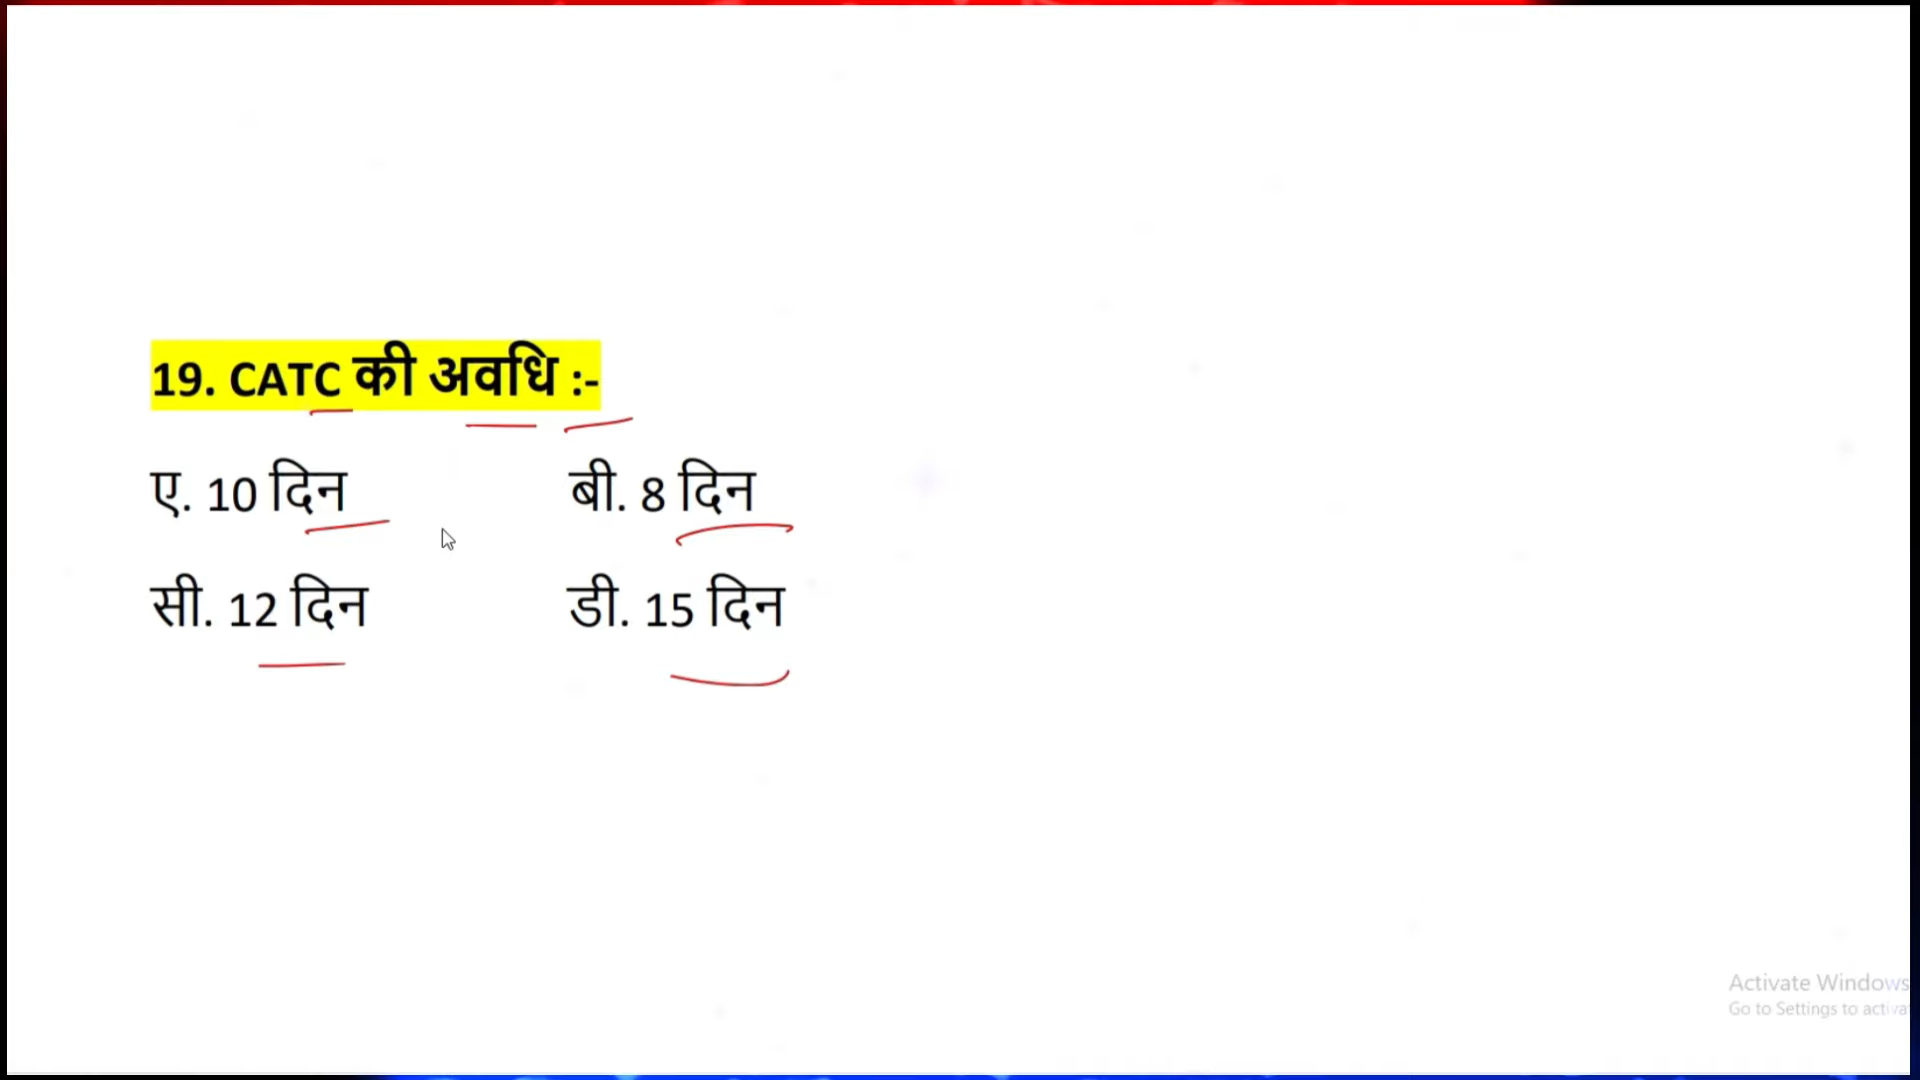 19. CATC की अवधि :-
ए. 10 दिन बी. 8 दिन
सी. 12 दिन डी. 15 दिन
Activate Windows
Go to Settings to activa